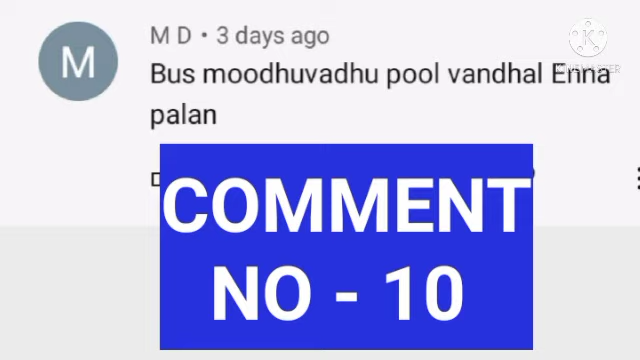 M
M D • 3 days ago
Bus moodhuvadhu pool vandhal Enna
palan
COMMENT
NO - 10